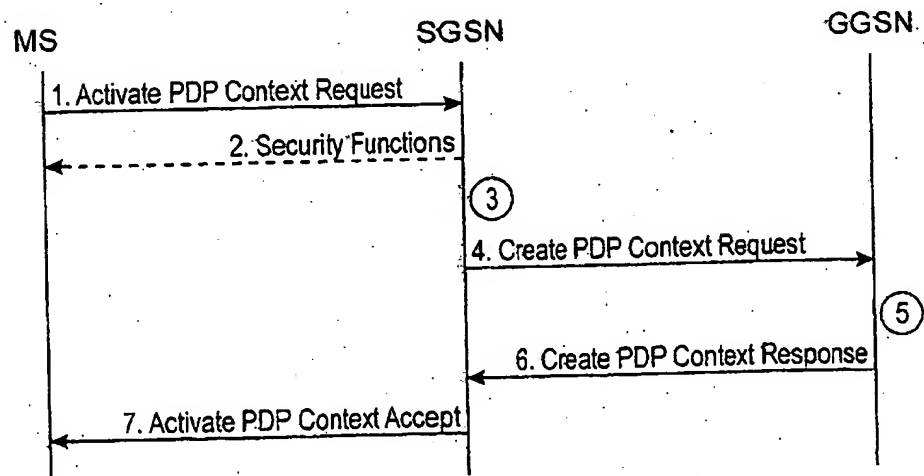 MS SGSN GGSN
1. Activate PDP Context Request
2. Security Functions
3
4. Create PDP Context Request
5
6. Create PDP Context Response
7. Activate PDP Context Accept